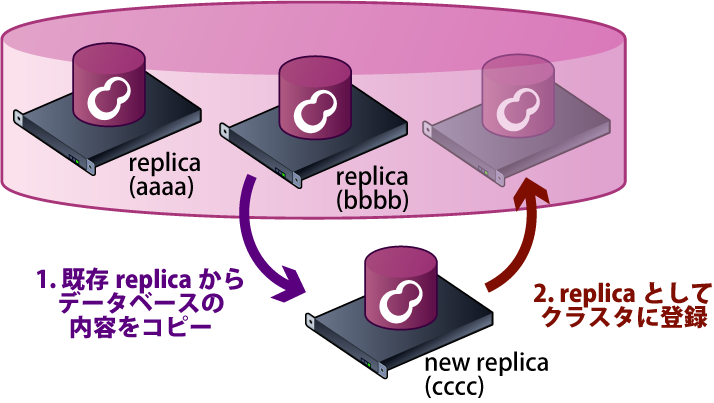 replica
(aaaa)
replica
(bbbb)
1. 既存 replica から
データベースの
内容をコピー
2. replica として
クラスタに登録
new replica
(cccc)